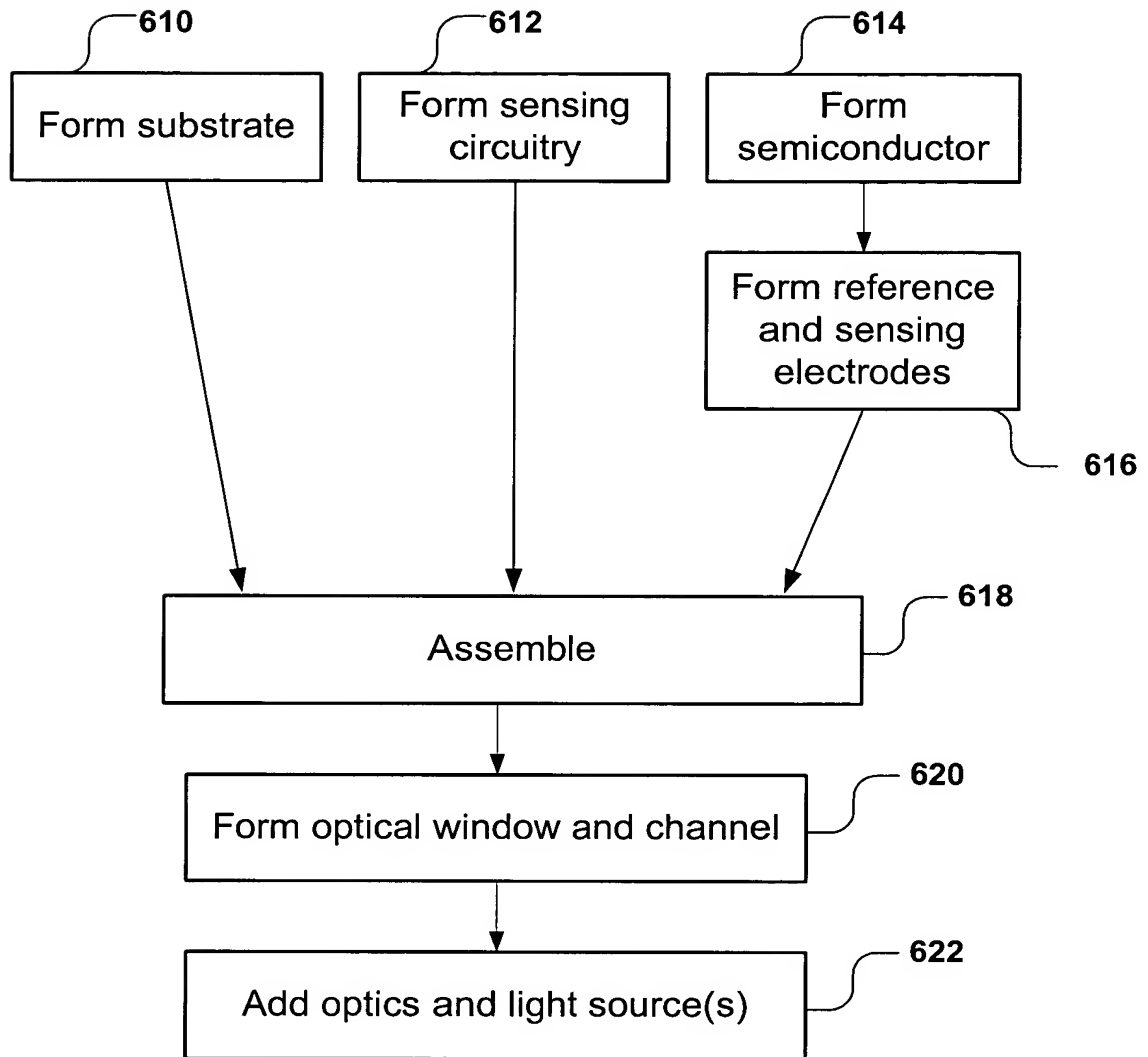 610
612
614
Form substrate
Form sensing
circuitry
Form
semiconductor
Form reference
and sensing
electrodes
616
618
Assemble
620
Form optical window and channel
622
Add optics and light source(s)